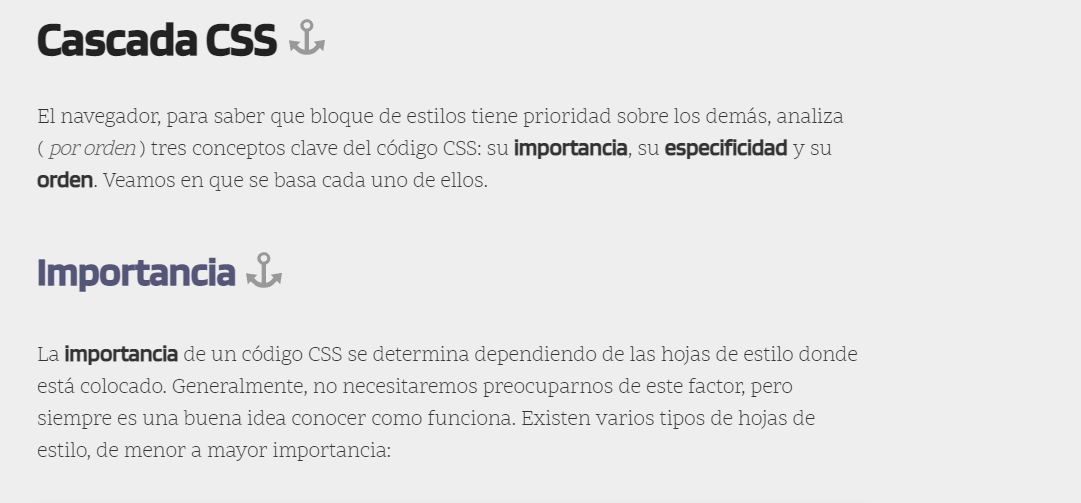 Cascada CSS
El navegador, para saber que bloque de estilos tiene prioridad sobre los demás, analiza
( por orden ) tres conceptos clave del código CSS: su importancia, su especificidad y su
orden. Veamos en que se basa cada uno de ellos.
Importancia
La importancia de un código CSS se determina dependiendo de las hojas de estilo donde
está colocado. Generalmente, no necesitaremos preocuparnos de este factor, pero
siempre es una buena idea conocer como funciona. Existen varios tipos de hojas de
estilo, de menor a mayor importancia: